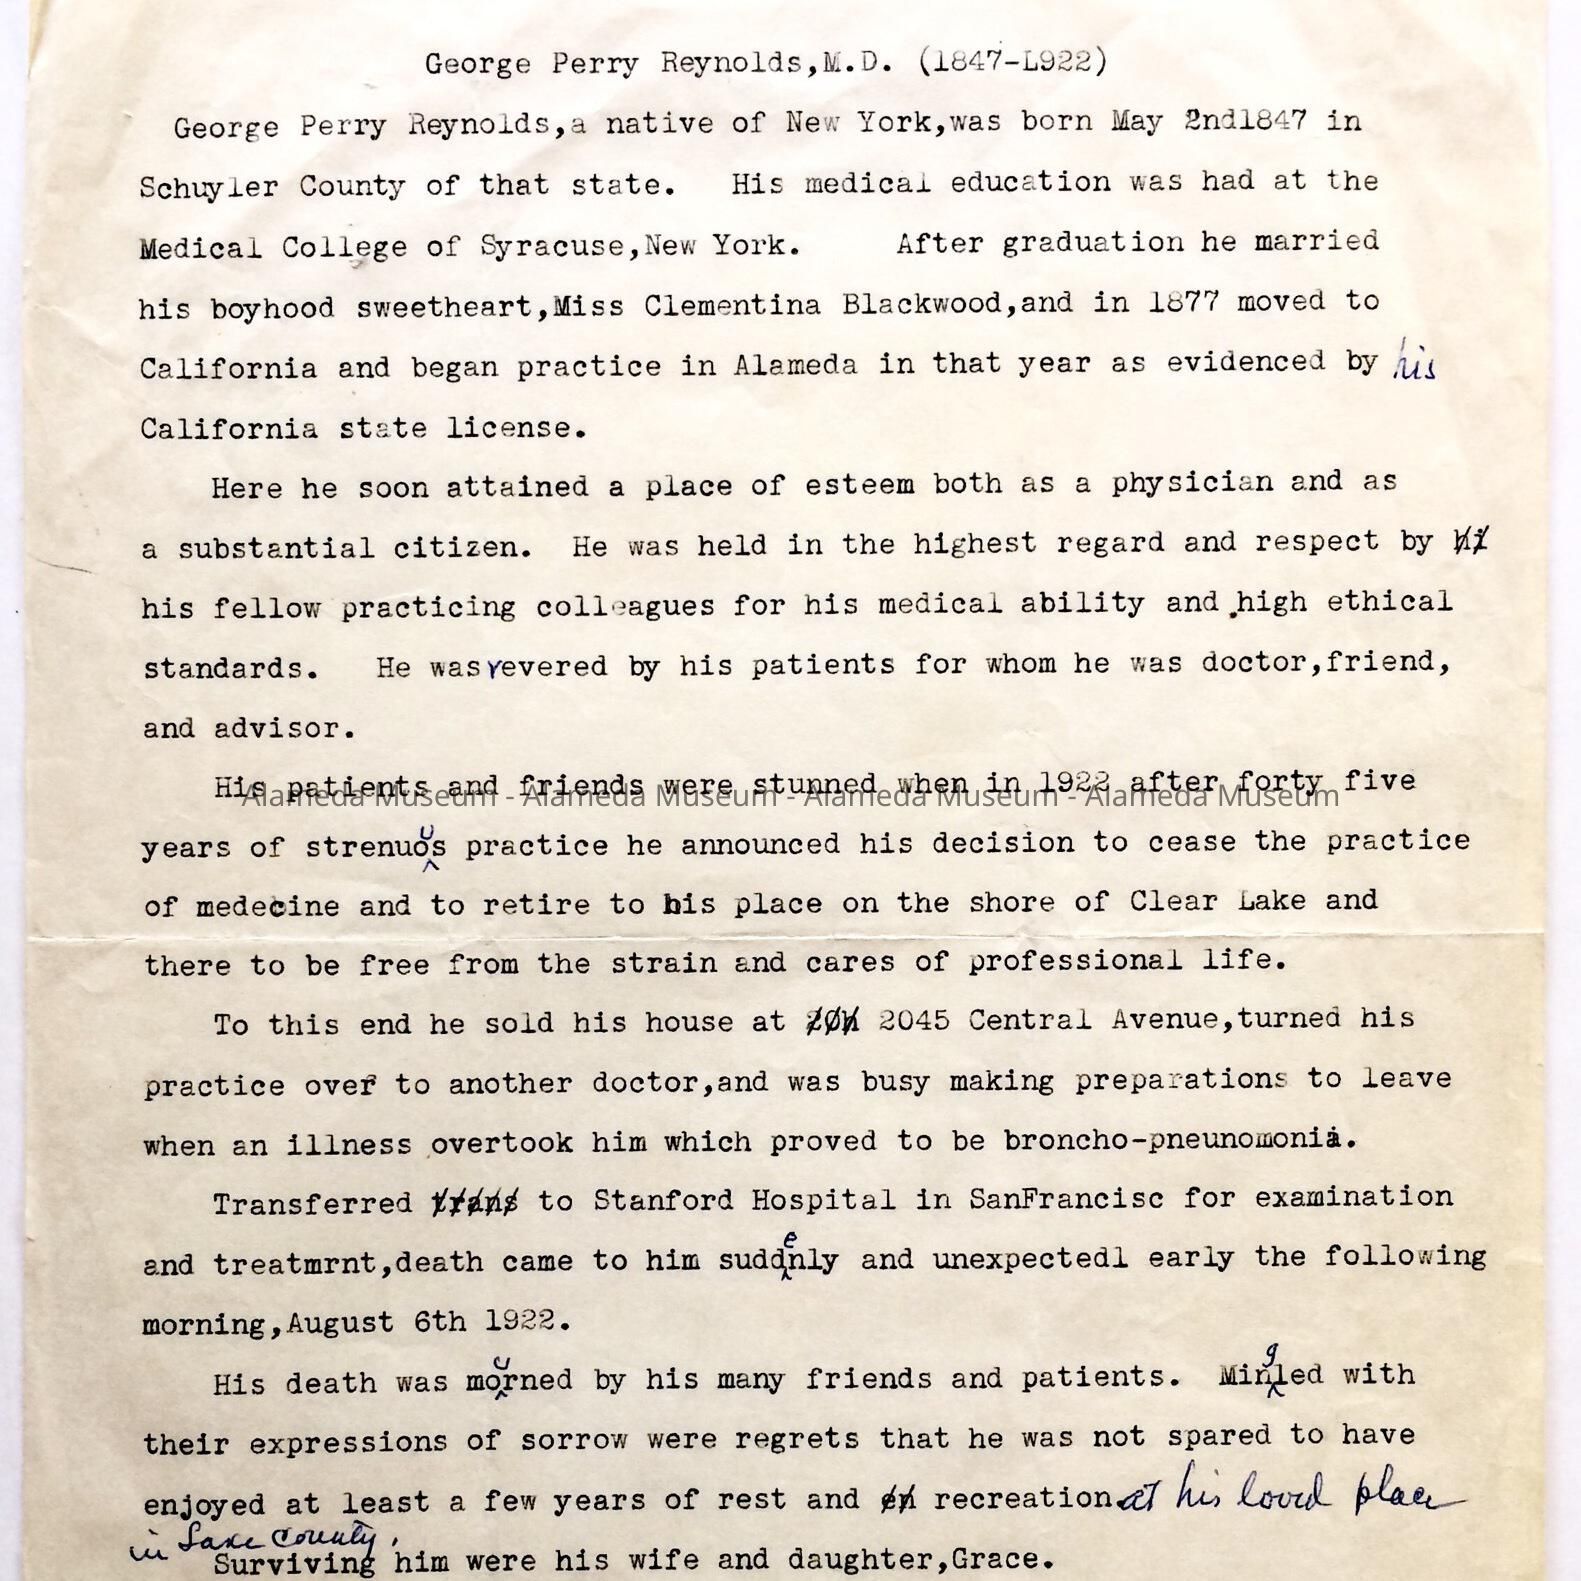 George Perry Reynolds,M.D. (1847-L922)
George Perry Reynolds,a native of New York,was born May 2nd1847 in
Schuyler County of that state. His medical education was had at the
Medical College of Syracuse,New York. After graduation he married
his boyhood sweetheart,Miss Clementina Blackwood,and in 1877 moved to
California and began practice in Alameda in that year as evidenced by his
California state license.
Here he soon attained a place of esteem both as a physician and as
a substantial citizen. He was held in the highest regard and respect by hi
his fellow practicing colleagues for his medical ability and high ethical
standards. He was revered by his patients for whom he was doctor,friend,
and advisor.
His patients and friends were stunned when in 1922 after forty five
Alameda Museum - Alameda Museum - Alameda Museum - Alameda Museum
years of strenuous practice he announced his decision to cease the practice
of medecine and to retire to his place on the shore of Clear Lake and
there to be free from the strain and cares of professional life.
To this end he sold his house at 20h 2045 Central Avenue,turned his
practice over to another doctor,and was busy making preparations to leave
when an illness overtook him which proved to be broncho-pneunomonia.
Transferred trans to Stanford Hospital in SanFrancisc for examination
and treatmrnt,death came to him suddenly and unexpectedl early the following
morning,August 6th 1922.
His death was mourned by his many friends and patients. Mingled with
their expressions of sorrow were regrets that he was not spared to have
enjoyed at least a few years of rest and en recreation at his loved place
in Lake County.
Surviving him were his wife and daughter,Grace.